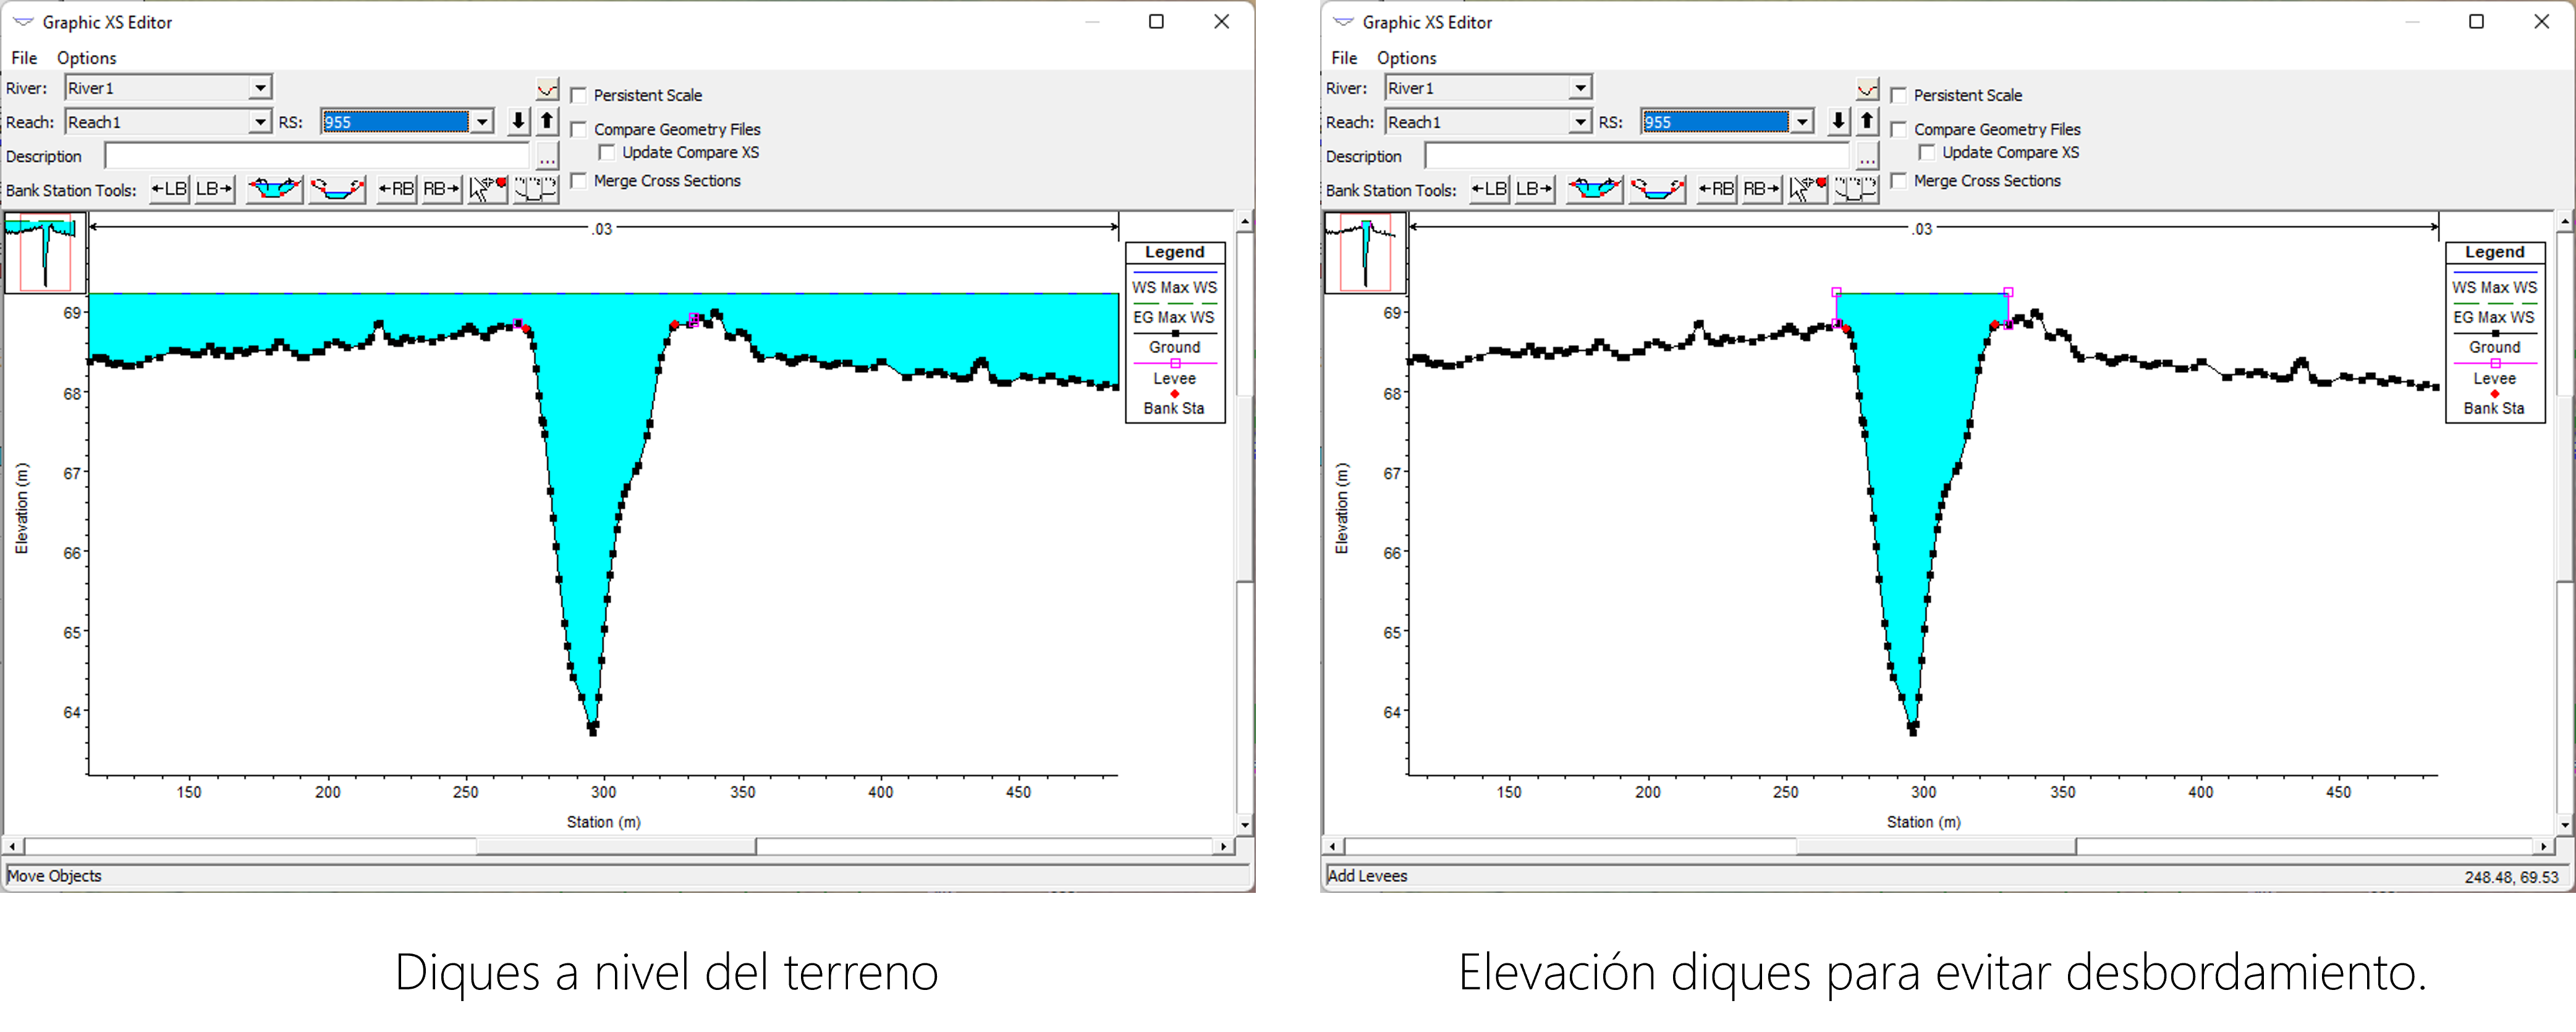 Graphic XS Editor
File Options
River: River1
Reach: Reach1 RS: 955
Description ...
Bank Station Tools: LB LB RB RB
Persistent Scale
Compare Geometry Files
Update Compare XS
Merge Cross Sections
.03
Legend
WS Max WS
EG Max WS
Ground
Levee
Bank Sta
69
68
67
66
65
64
Elevation (m)
150 200 250 300 350 400 450
Station (m)
Move Objects
Diques a nivel del terreno
Graphic XS Editor
File Options
River: River1
Reach: Reach1 RS: 955
Description ...
Bank Station Tools: LB LB RB RB
Persistent Scale
Compare Geometry Files
Update Compare XS
Merge Cross Sections
.03
Legend
WS Max WS
EG Max WS
Ground
Levee
Bank Sta
69
68
67
66
65
64
Elevation (m)
150 200 250 300 350 400 450
Station (m)
Add Levees 248.48, 69.53
Elevación diques para evitar desbordamiento.